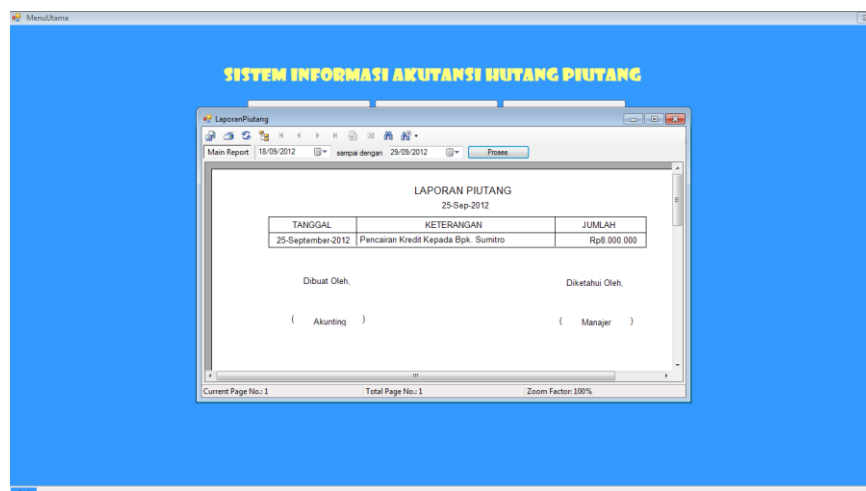 MenuUtama
SISTEM INFORMASI AKUTANSI HUTANG PIUTANG
LaporanPiutang
Main Report 18/09/2012 sampai dengan 29/09/2012 Proses
LAPORAN PIUTANG
25-Sep-2012
TANGGAL KETERANGAN JUMLAH
25-September-2012 Pencairan Kredit Kepada Bpk. Sumitro Rp8.000.000
Dibuat Oleh, Diketahui Oleh,
( Akunting ) ( Manajer )
Current Page No.: 1 Total Page No.: 1 Zoom Factor: 100%